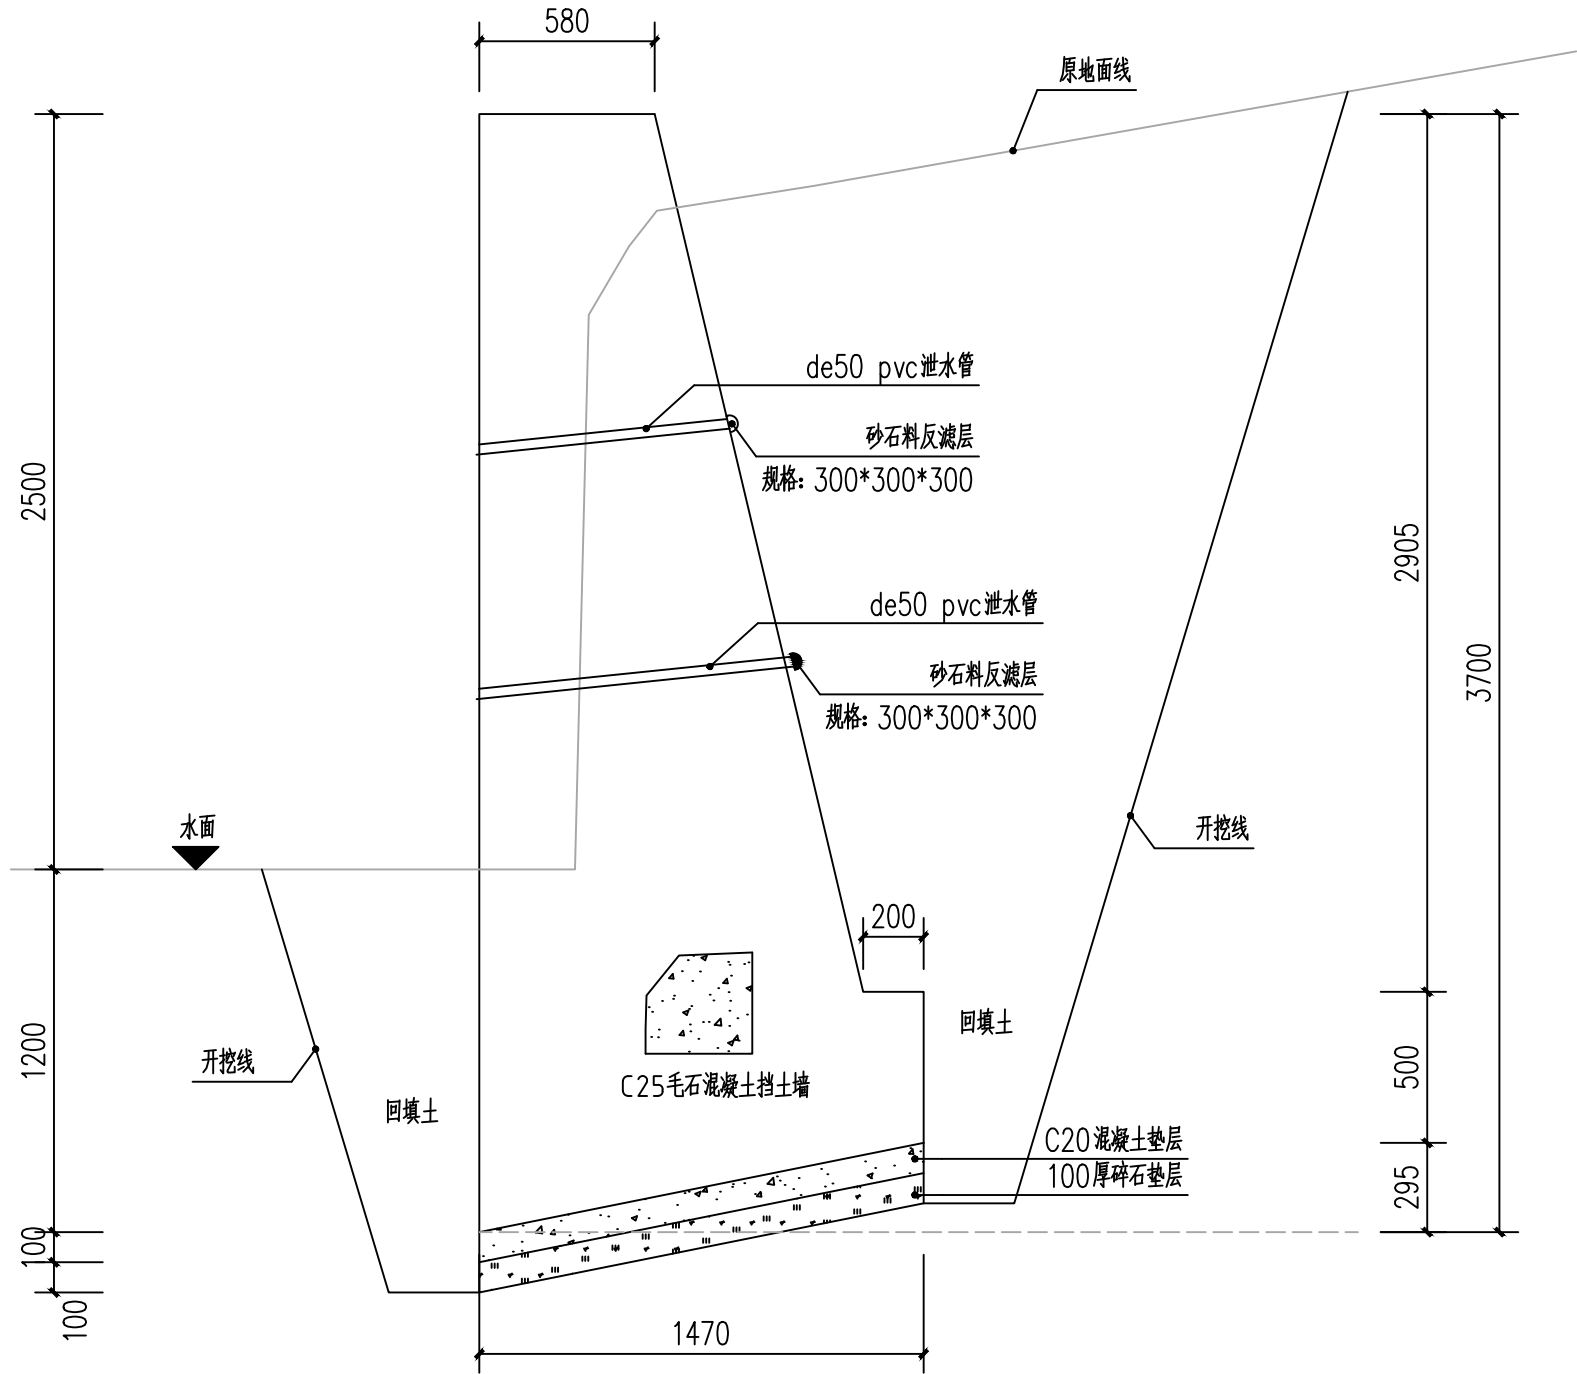 580
原地面线
de50 pvc泄水管
砂石料反滤层
规格: 300*300*300
2500
2905
de50 pvc泄水管
砂石料反滤层
规格: 300*300*300
3700
水面
开挖线
200
回填土
1200
开挖线
500
C25毛石混凝土挡土墙
回填土
C20混凝土垫层
100厚碎石垫层
295
100
100
1470